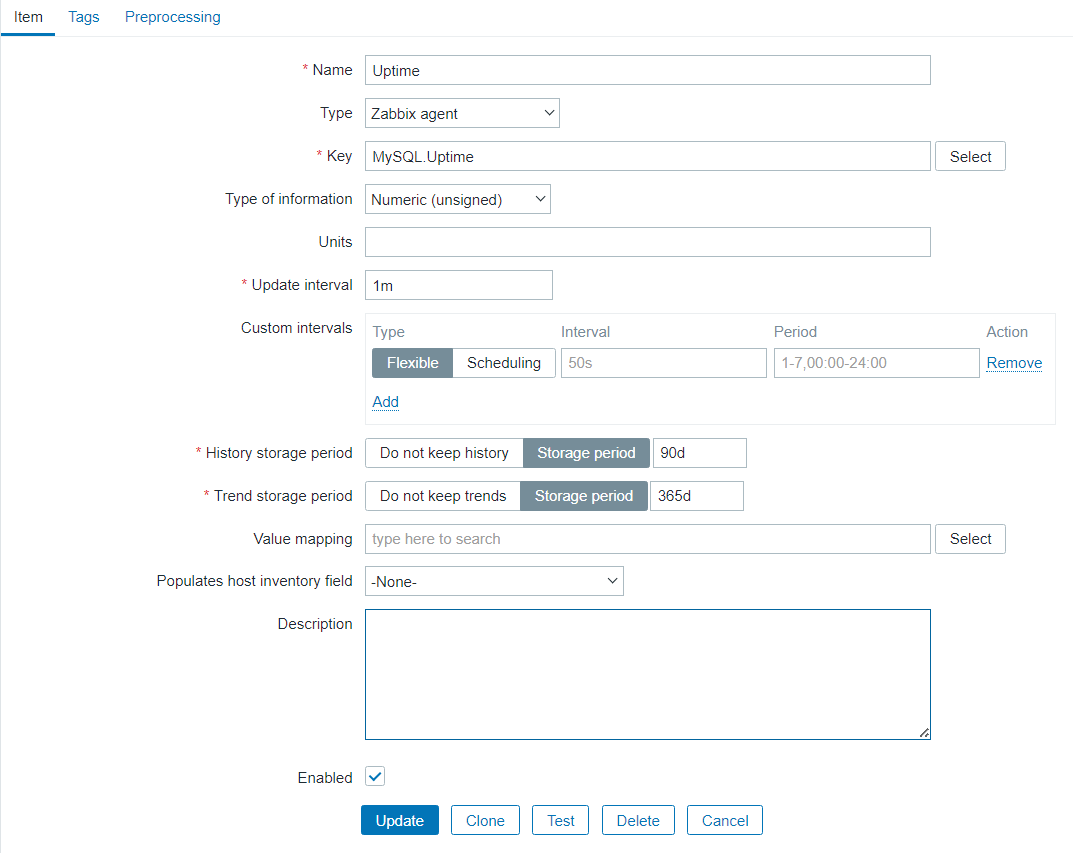 Item Tags Preprocessing
* Name Uptime
Type Zabbix agent
* Key MySQL.Uptime Select
Type of information Numeric (unsigned)
Units
* Update interval 1m
Custom intervals Type Interval Period Action
Flexible Scheduling 50s 1-7,00:00-24:00 Remove
Add
* History storage period Do not keep history Storage period 90d
* Trend storage period Do not keep trends Storage period 365d
Value mapping type here to search Select
Populates host inventory field -None-
Description
Enabled
Update Clone Test Delete Cancel